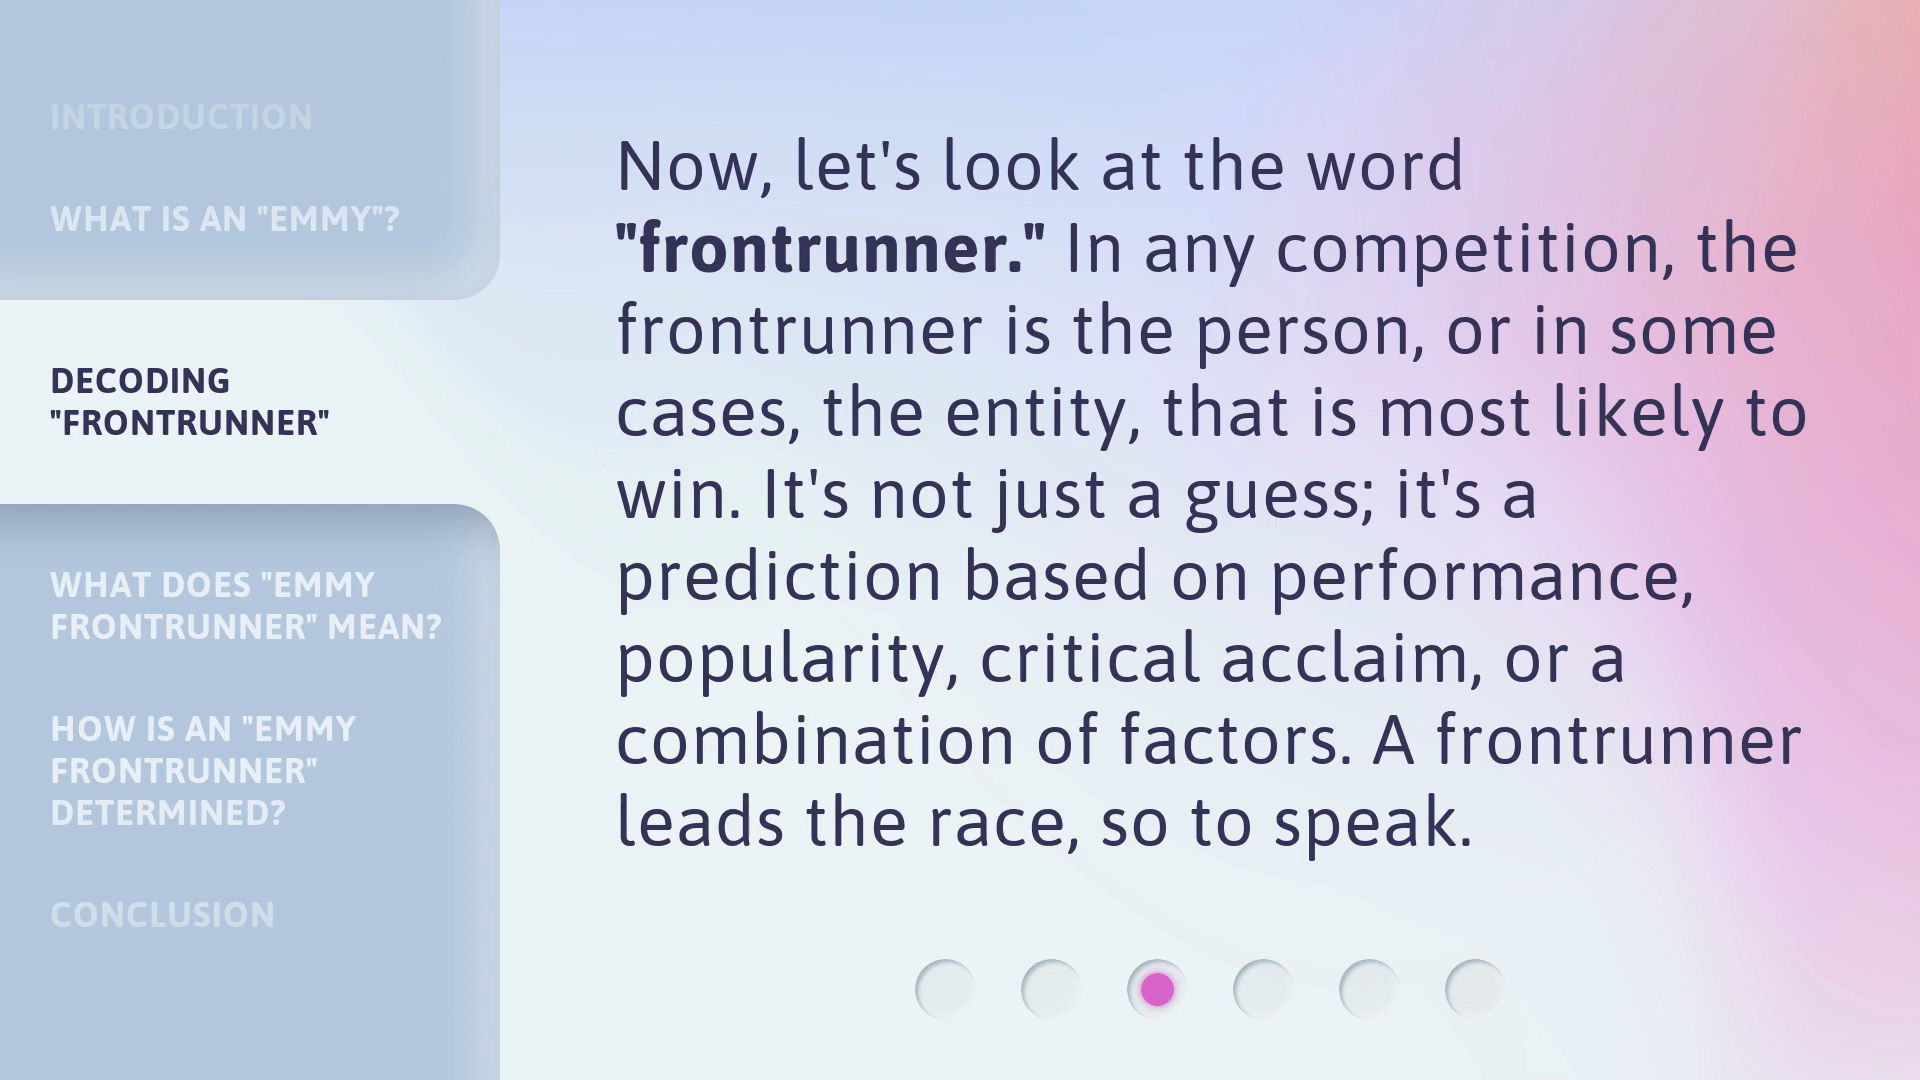 INTRODUCTION
WHAT IS AN "EMMY"?
DECODING
"FRONTRUNNER"
WHAT DOES "EMMY
FRONTRUNNER" MEAN?
HOW IS AN "EMMY
FRONTRUNNER"
DETERMINED?
CONCLUSION
Now, let's look at the word
"frontrunner." In any competition, the
frontrunner is the person, or in some
cases, the entity, that is most likely to
win. It's not just a guess; it's a
prediction based on performance,
popularity, critical acclaim, or a
combination of factors. A frontrunner
leads the race, so to speak.